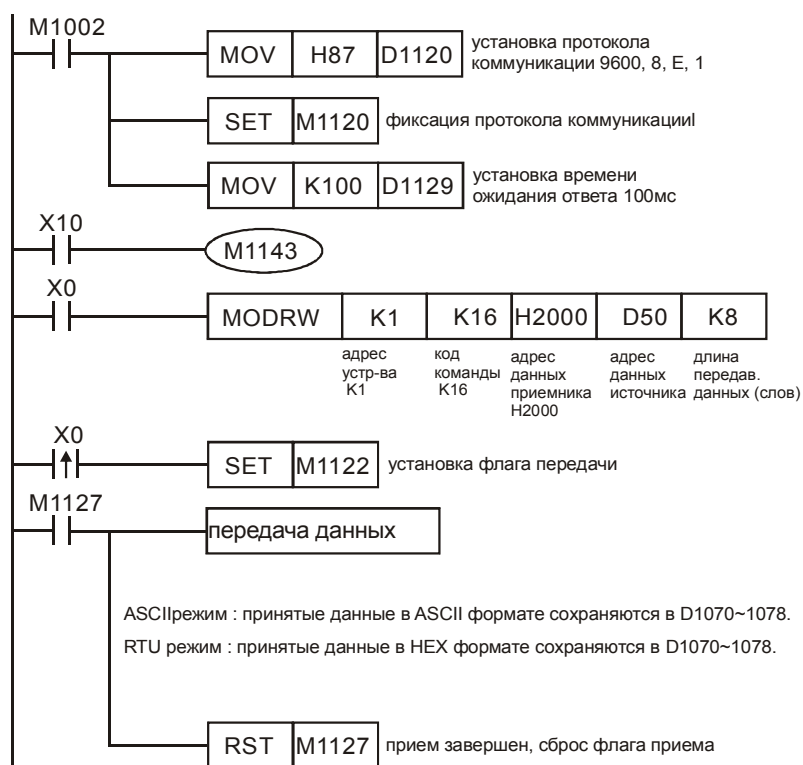 M1002
MOV H87 D1120
установка протокола
коммуникации 9600, 8, E, 1
SET M1120
фиксация протокола коммуникацииl
MOV K100 D1129
установка времени
ожидания ответа 100мс
X10
M1143
X0
MODRW K1 K16 H2000 D50 K8
адрес
устр-ва
K1
код
команды
K16
адрес
данных
приемника
H2000
адрес
данных
источника
длина
передав.
данных (слов)
X0
SET M1122
установка флага передачи
M1127
передача данных
ASCIIрежим : принятые данные в ASCII формате сохраняются в D1070~1078.
RTU режим : принятые данные в HEX формате сохраняются в D1070~1078.
RST M1127
прием завершен, сброс флага приема